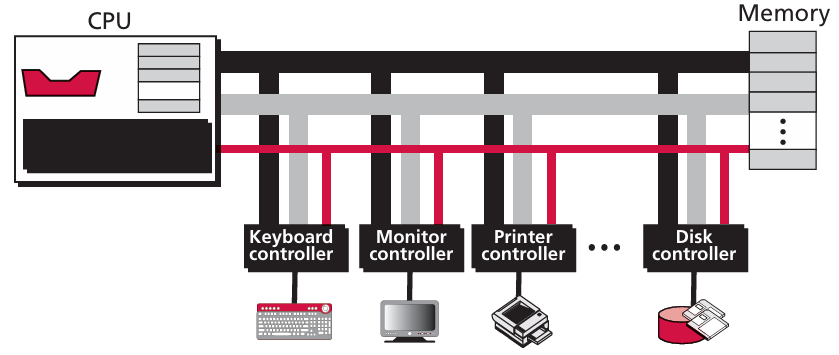 CPU
Memory
Keyboard
controller
Monitor
controller
Printer
controller
Disk
controller